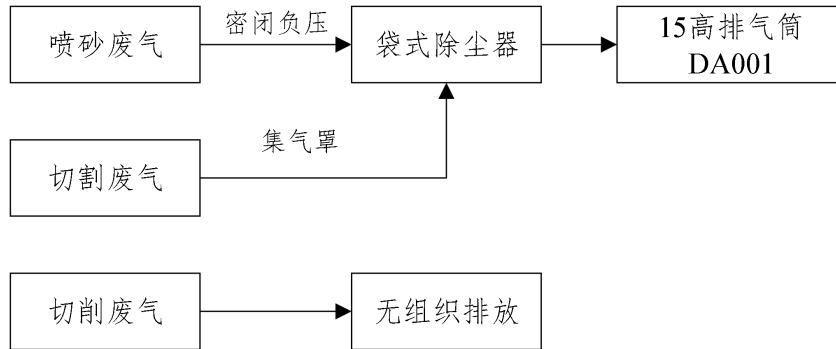 喷砂废气
密闭负压
袋式除尘器
15高排气筒
DA001
集气罩
切割废气
切削废气
无组织排放